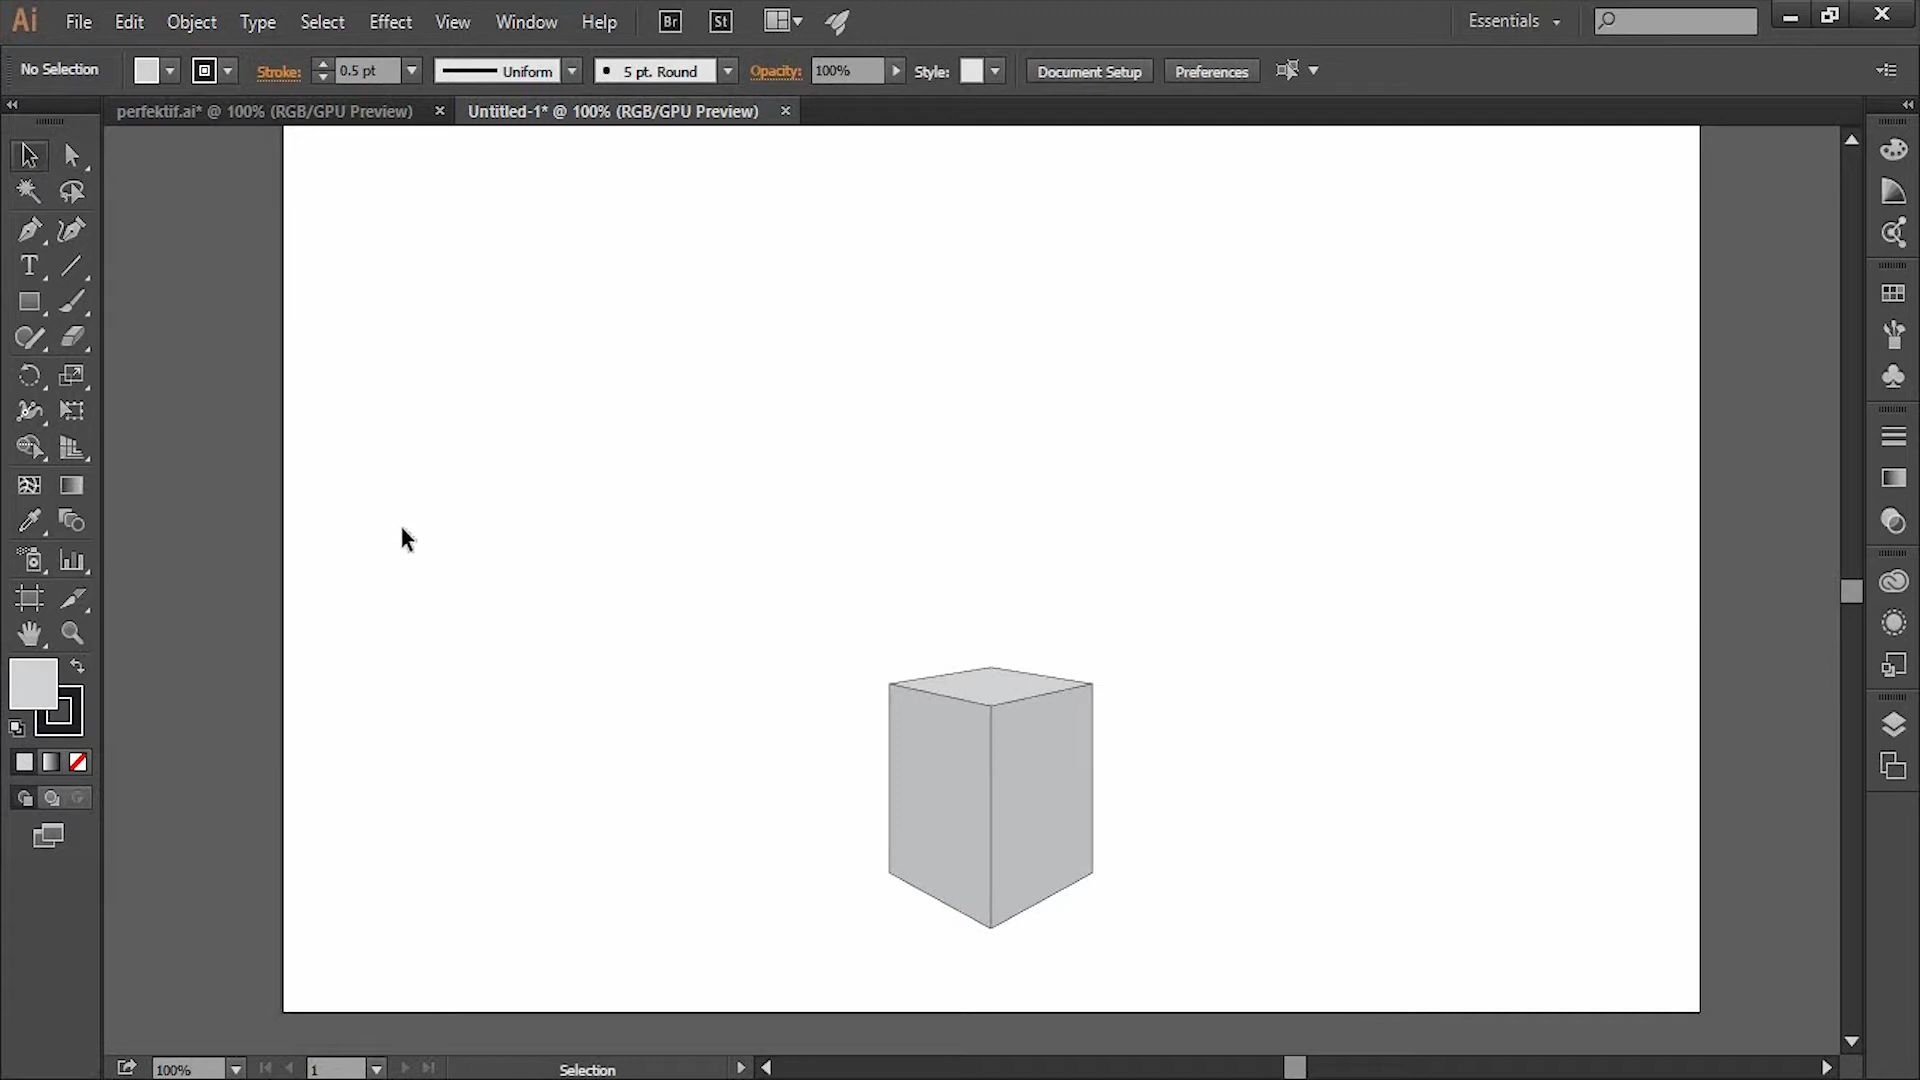 Ai File Edit Object Type Select Effect View Window Help Br St Essentials
No Selection Stroke: 0.5 pt Uniform 5 pt. Round Opacity: 100% Style: Document Setup Preferences
perfektif.ai* @ 100% (RGB/GPU Preview) Untitled-1* @ 100% (RGB/GPU Preview)
T
100% 1 Selection